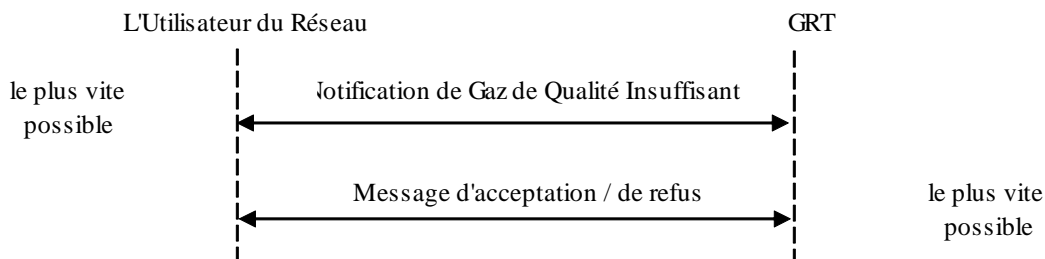 L'Utilisateur du Réseau GRT
le plus vite
possible
otification de Gaz de Qualité Insuffisant
Message d'acceptation / de refus
le plus vite
possible